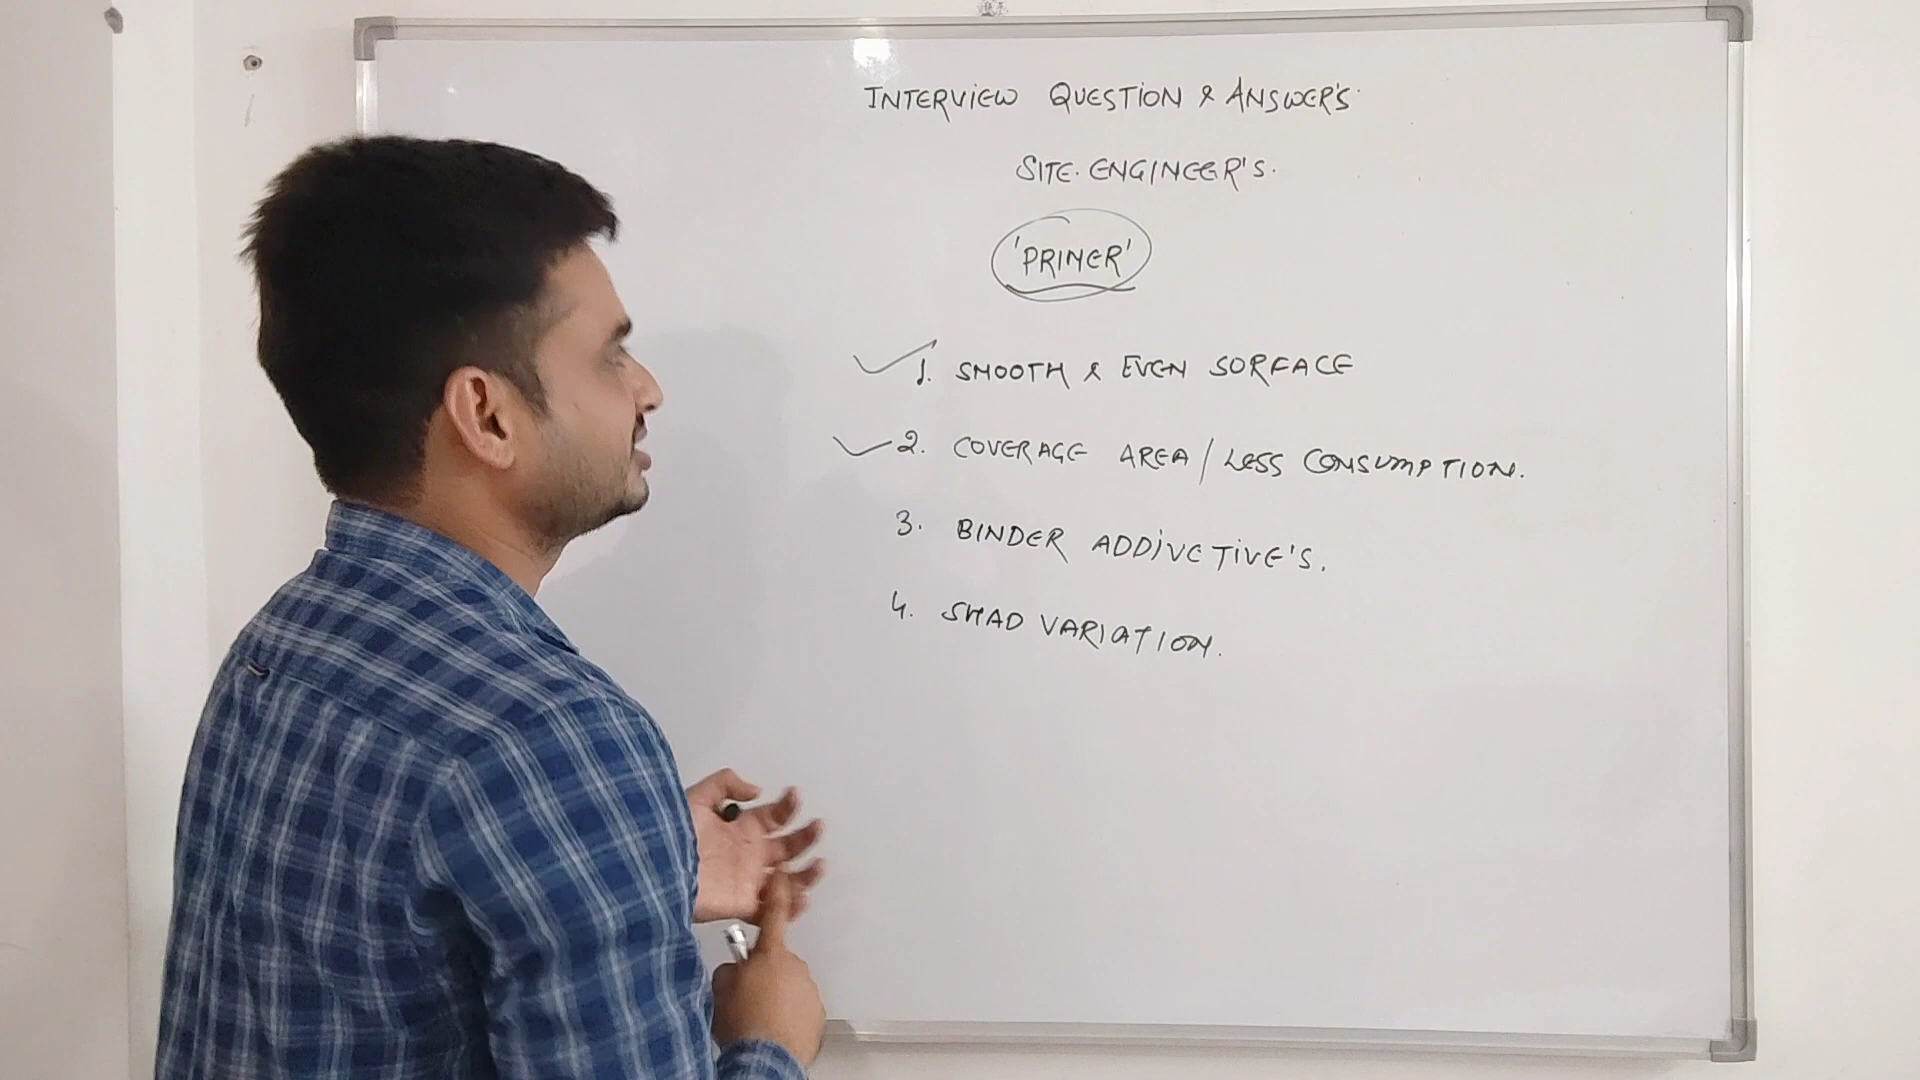 INTERVIEW QUESTION & ANSWER'S
SITE. ENGINEER'S.
'PRIMER'
1. SMOOTH & EVEN SORFACE
2. COVERAGE AREA / LESS CONSUMPTION.
3. BINDER ADDIVCTIVE'S.
4. SHAD VARIATION.